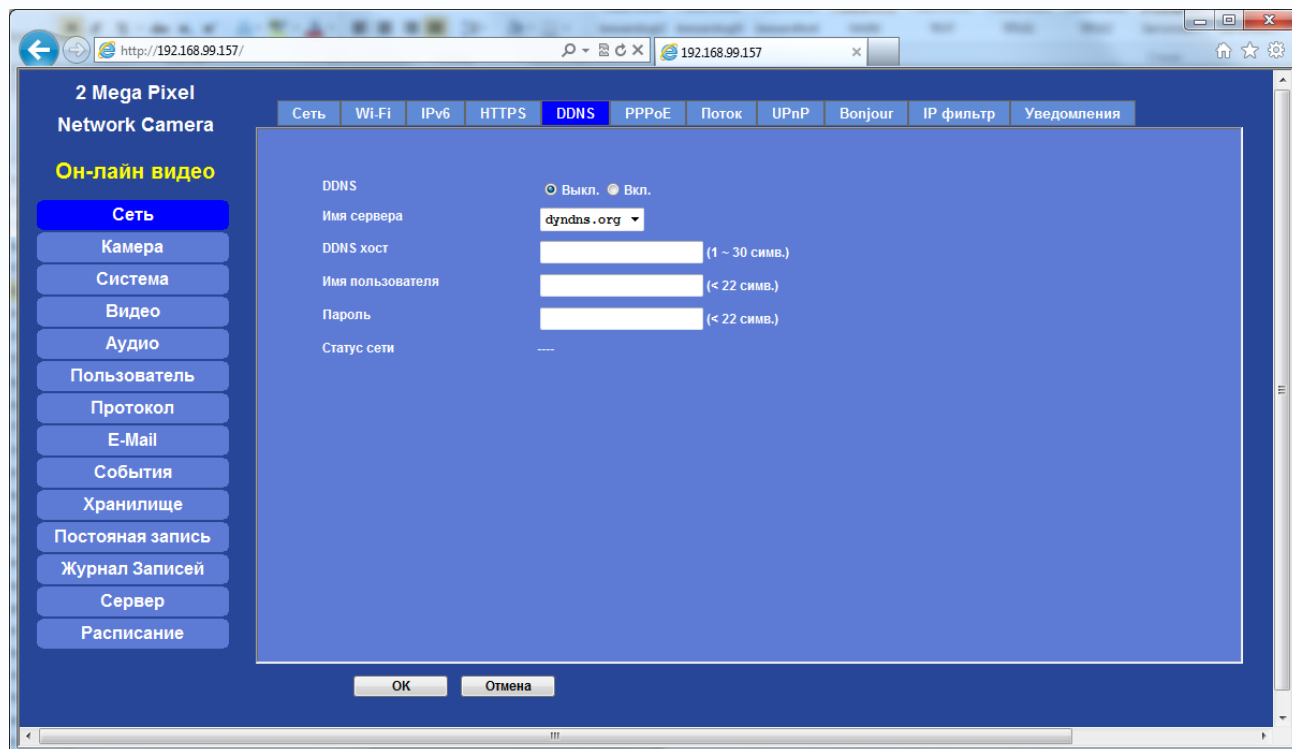 http://192.168.99.157/
192.168.99.157
2 Mega Pixel
Network Camera
Он-лайн видео
Сеть
Камера
Система
Видео
Аудио
Пользователь
Протокол
E-Mail
События
Хранилище
Постояная запись
Журнал Записей
Сервер
Расписание
Сеть Wi-Fi IPv6 HTTPS DDNS PPPoE Поток UPnP Bonjour IP фильтр Уведомления
DDNS Выкл. Вкл.
Имя сервера dyndns.org
DDNS хост (1 ~ 30 симв.)
Имя пользователя (< 22 симв.)
Пароль (< 22 симв.)
Статус сети ----
OK Отмена